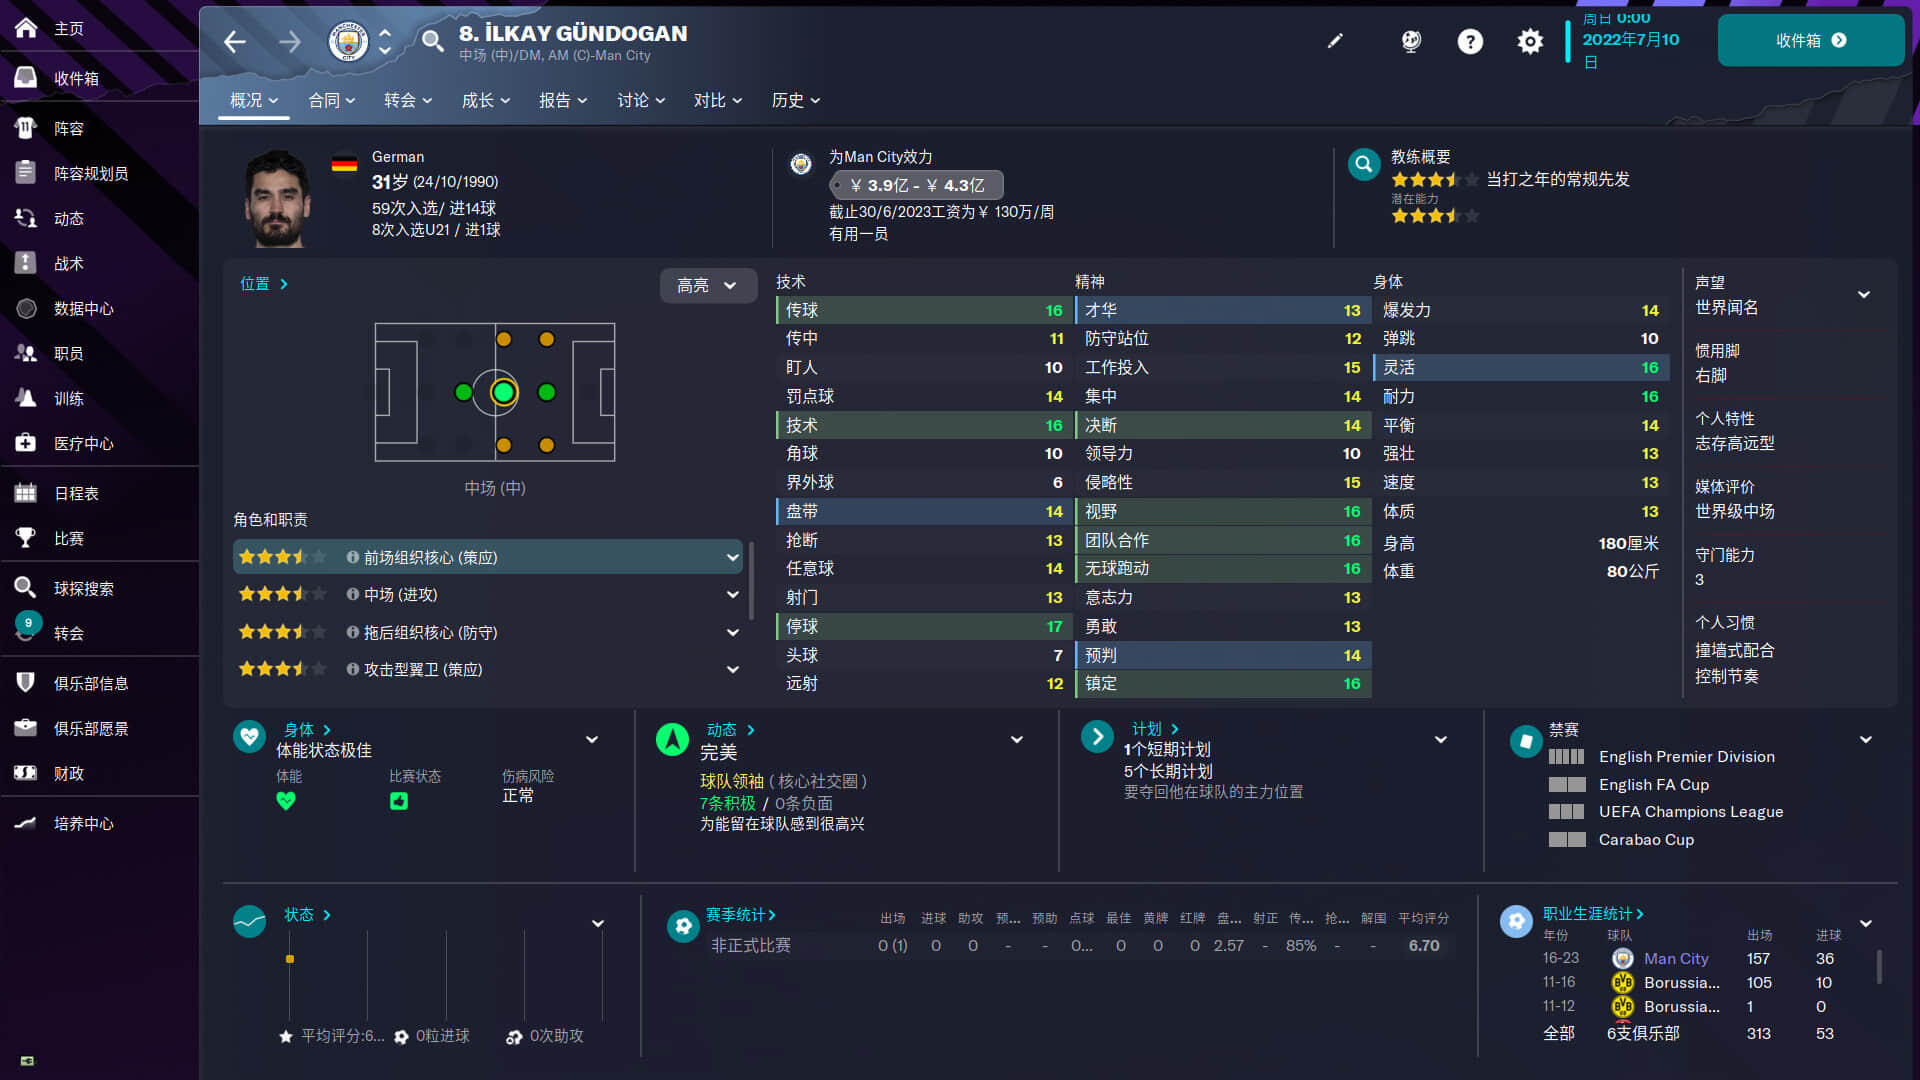 主页
收件箱
阵容
阵容规划员
动态
战术
数据中心
职员
训练
医疗中心
日程表
比赛
球探搜索
9
转会
俱乐部信息
俱乐部愿景
财政
培养中心
8. İLKAY GÜNDOGAN
中场 (中)/DM, AM (C)-Man City
周日 0:00
2022年7月10
日
收件箱
概况 合同 转会 成长 报告 讨论 对比 历史
German
31岁 (24/10/1990)
59次入选/ 进14球
8次入选U21 / 进1球
为Man City效力
￥ 3.9亿 - ￥ 4.3亿
截止30/6/2023工资为￥ 130万/周
有用一员
教练概要
当打之年的常规先发
潜在能力
位置
高亮
中场 (中)
角色和职责
前场组织核心 (策应)
中场 (进攻)
拖后组织核心 (防守)
攻击型翼卫 (策应)
技术
传球 16
传中 11
盯人 10
罚点球 14
技术 16
角球 10
界外球 6
盘带 14
抢断 13
任意球 14
射门 13
停球 17
头球 7
远射 12
精神
才华 13
防守站位 12
工作投入 15
集中 14
决断 14
领导力 10
侵略性 15
视野 16
团队合作 16
无球跑动 16
意志力 13
勇敢 13
预判 14
镇定 16
身体
爆发力 14
弹跳 10
灵活 16
耐力 16
平衡 14
强壮 13
速度 13
体质 13
身高 180厘米
体重 80公斤
声望
世界闻名
惯用脚
右脚
个人特性
志存高远型
媒体评价
世界级中场
守门能力
3
个人习惯
撞墙式配合
控制节奏
身体
体能状态极佳
体能 比赛状态 伤病风险
正常
动态
完美
球队领袖 ( 核心社交圈 )
7条积极 / 0条负面
为能留在球队感到很高兴
计划
1个短期计划
5个长期计划
要夺回他在球队的主力位置
禁赛
English Premier Division
English FA Cup
UEFA Champions League
Carabao Cup
状态
平均评分:6... 0粒进球 0次助攻
赛季统计
出场 进球 助攻 预... 预助 点球 最佳 黄牌 红牌 盘... 射正 传... 抢... 解围 平均评分
非正式比赛 0 (1) 0 0 - - 0... 0 0 0 2.57 - 85% - - 6.70
职业生涯统计
年份 球队 出场 进球
16-23 Man City 157 36
11-16 Borussia... 105 10
11-12 Borussia... 1 0
全部 6支俱乐部 313 53